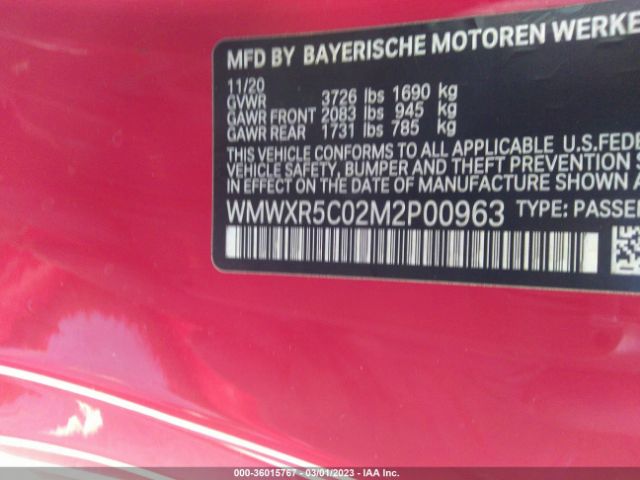 MFD BY BAYERISCHE MOTOREN WERKE
11/20
GVWR 3726 lbs 1690 kg
GAWR FRONT 2083 lbs 945 kg
GAWR REAR 1731 lbs 785 kg
THIS VEHICLE CONFORMS TO ALL APPLICABLE U.S.FEDE
VEHICLE SAFETY, BUMPER AND THEFT PREVENTION S
IN EFFECT ON THE DATE OF MANUFACTURE SHOWN A
WMWXR5C02M2P00963 TYPE: PASSE
000-36015767 - 03/01/2023 - IAA, Inc.